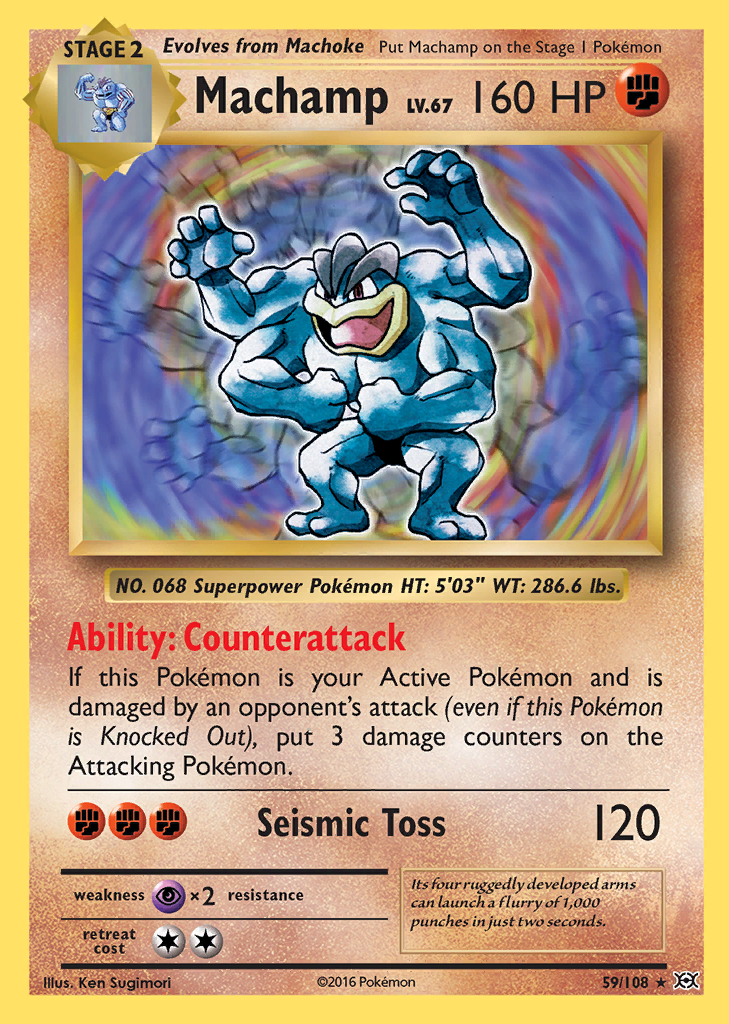 STAGE 2 Evolves from Machoke Put Machamp on the Stage 1 Pokémon
Machamp LV.67 160 HP
NO. 068 Superpower Pokémon HT: 5'03" WT: 286.6 lbs.
Ability: Counterattack
If this Pokémon is your Active Pokémon and is
damaged by an opponent's attack (even if this Pokémon
is Knocked Out), put 3 damage counters on the
Attacking Pokémon.
Seismic Toss 120
weakness ×2 resistance
retreat
cost
Its four ruggedly developed arms
can launch a flurry of 1,000
punches in just two seconds.
Illus. Ken Sugimori ©2016 Pokémon 59/108 ★